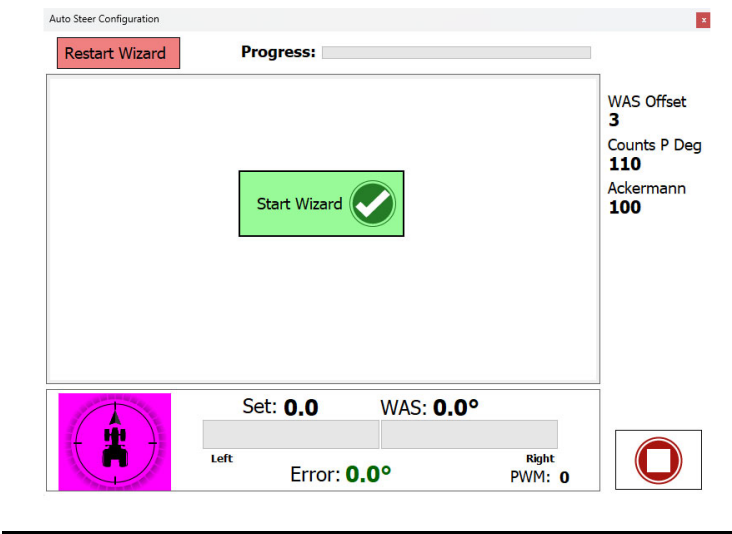 Auto Steer Configuration
x
Restart Wizard
Progress:
WAS Offset
3
Counts P Deg
110
Ackermann
100
Start Wizard
Set: 0.0 WAS: 0.0°
Left Right
Error: 0.0° PWM: 0